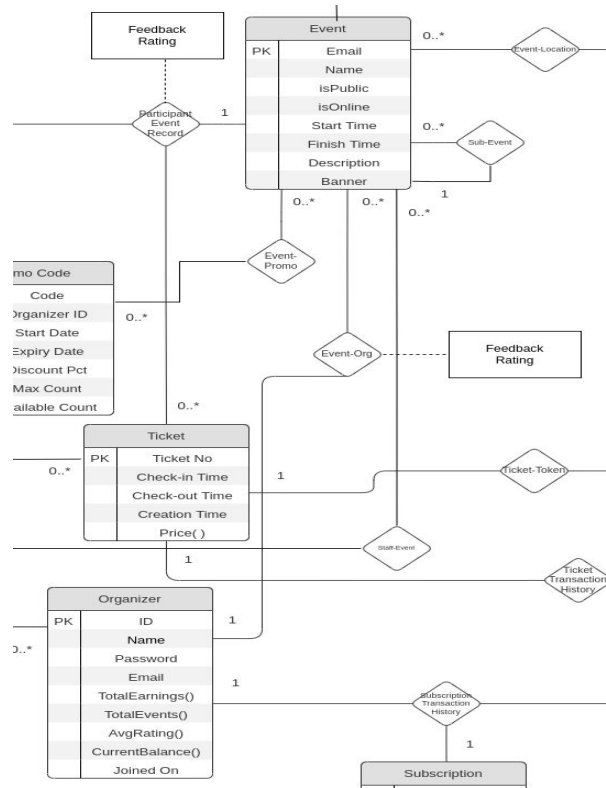 Feedback
Rating
Event
PK
Email
Name
isPublic
isOnline
Start Time
Finish Time
Description
Banner
0..*
Event-Location
0..*
Sub-Event
1
Participant
Event
Record
1
0..*
0..*
0..*
Event-
Promo
mo Code
Code
Organizer ID
Start Date
Expiry Date
Discount Pct
Max Count
ailable Count
0..*
Event-Org
Feedback
Rating
0..*
Ticket
PK
Ticket No
Check-in Time
Check-out Time
Creation Time
Price( )
0..*
1
Ticket-Token
Staff-Event
1
Ticket
Transaction
History
Organizer
PK
ID
Name
Password
Email
TotalEarnings()
TotalEvents()
AvgRating()
CurrentBalance()
Joined On
1
)..*
1
Subscription
Transaction
History
1
Subscription